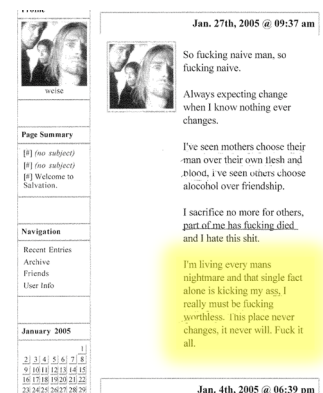 Profile
weise
Page Summary
[#] (no subject)
[#] (no subject)
[#] Welcome to
Salvation.
Navigation
Recent Entries
Archive
Friends
User Info
January 2005
1
2 3 4 5 6 7 8
9 10 11 12 13 14 15
16 17 18 19 20 21 22
23 24 25 26 27 28 29
Jan. 27th, 2005 @ 09:37 am
So fucking naive man, so
fucking naive.
Always expecting change
when I know nothing ever
changes.
I've seen mothers choose their
man over their own flesh and
blood, i've seen others choose
alocohol over friendship.
I sacrifice no more for others,
part of me has fucking died
and I hate this shit.
I'm living every mans
nightmare and that single fact
alone is kicking my ass, I
really must be fucking
worthless. This place never
changes, it never will. Fuck it
all.
Jan. 4th, 2005 @ 06:39 pm